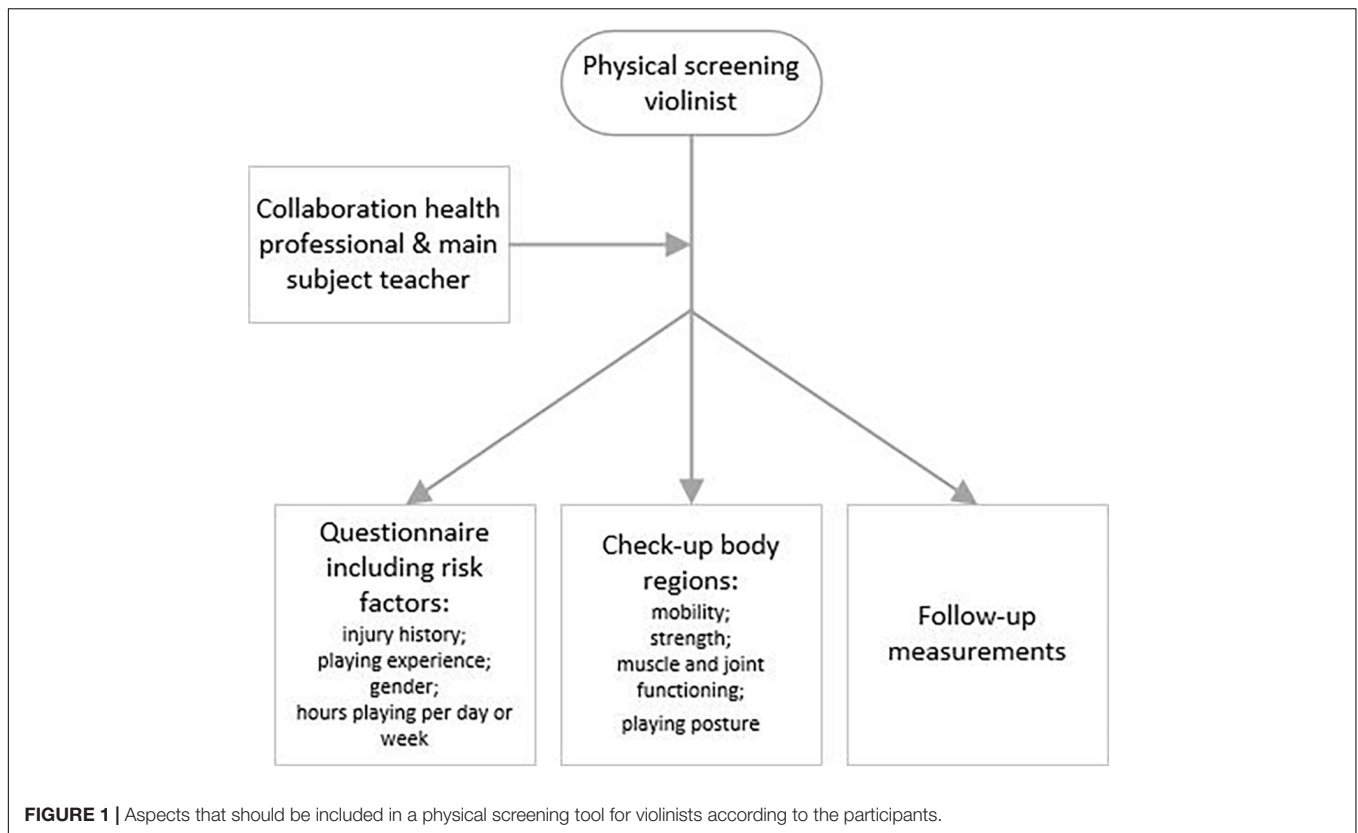 Physical screening
violinist
Collaboration health
professional & main
subject teacher
Questionnaire
including risk
factors:
injury history;
playing experience;
gender;
hours playing per day or
week
Check-up body
regions:
mobility;
strength;
muscle and joint
functioning;
playing posture
Follow-up
measurements
FIGURE 1 | Aspects that should be included in a physical screening tool for violinists according to the participants.